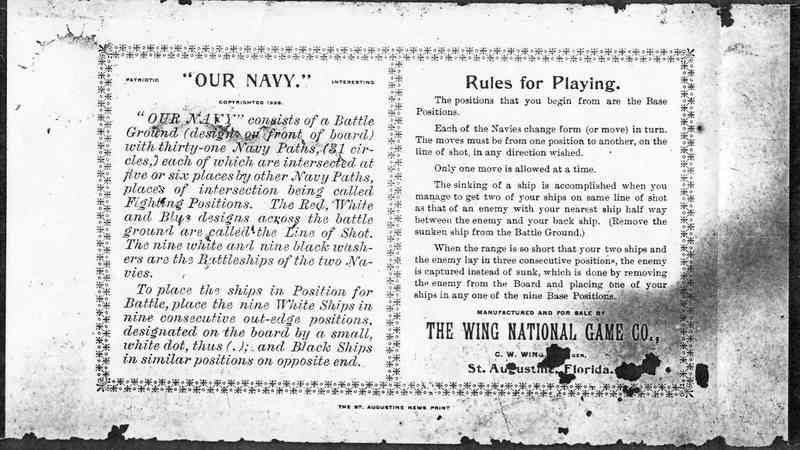 PATRIOTIC "OUR NAVY." INTERESTING
COPYRIGHTED 1898.
"OUR NAVY" consists of a Battle
Ground (designs on front of board)
with thirty-one Navy Paths, (31 cir-
cles,) each of which are intersected at
five or six places by other Navy Paths,
places of intersection being called
Fighting Positions. The Red, White
and Blue designs across the battle
ground are called the Line of Shot.
The nine white and nine black wash-
ers are the Battleships of the two Na-
vies.
To place the ships in Position for
Battle, place the nine White Ships in
nine consecutive out-edge positions,
designated on the board by a small,
white dot, thus (.); and Black Ships
in similar positions on opposite end.
Rules for Playing.
The positions that you begin from are the Base
Positions.
Each of the Navies change form (or move) in turn.
The moves must be from one position to another, on the
line of shot, in any direction wished.
Only one move is allowed at a time.
The sinking of a ship is accomplished when you
manage to get two of your ships on same line of shot
as that of an enemy with your nearest ship half way
between the enemy and your back ship. (Remove the
sunken ship from the Battle Ground.)
When the range is so short that your two ships and
the enemy lay in three consecutive positions, the enemy
is captured instead of sunk, which is done by removing
the enemy from the Board and placing one of your
ships in any one of the nine Base Positions.
MANUFACTURED AND FOR SALE BY
THE WING NATIONAL GAME CO.,
C. W. WING,
St. Augustine, Florida.
THE ST. AUGUSTINE NEWS PRINT